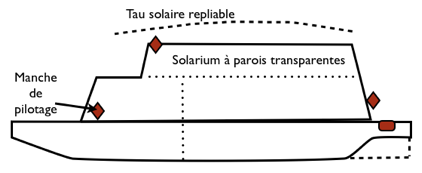 Tau solaire repliable
Solarium à parois transparentes
Manche
de
pilotage